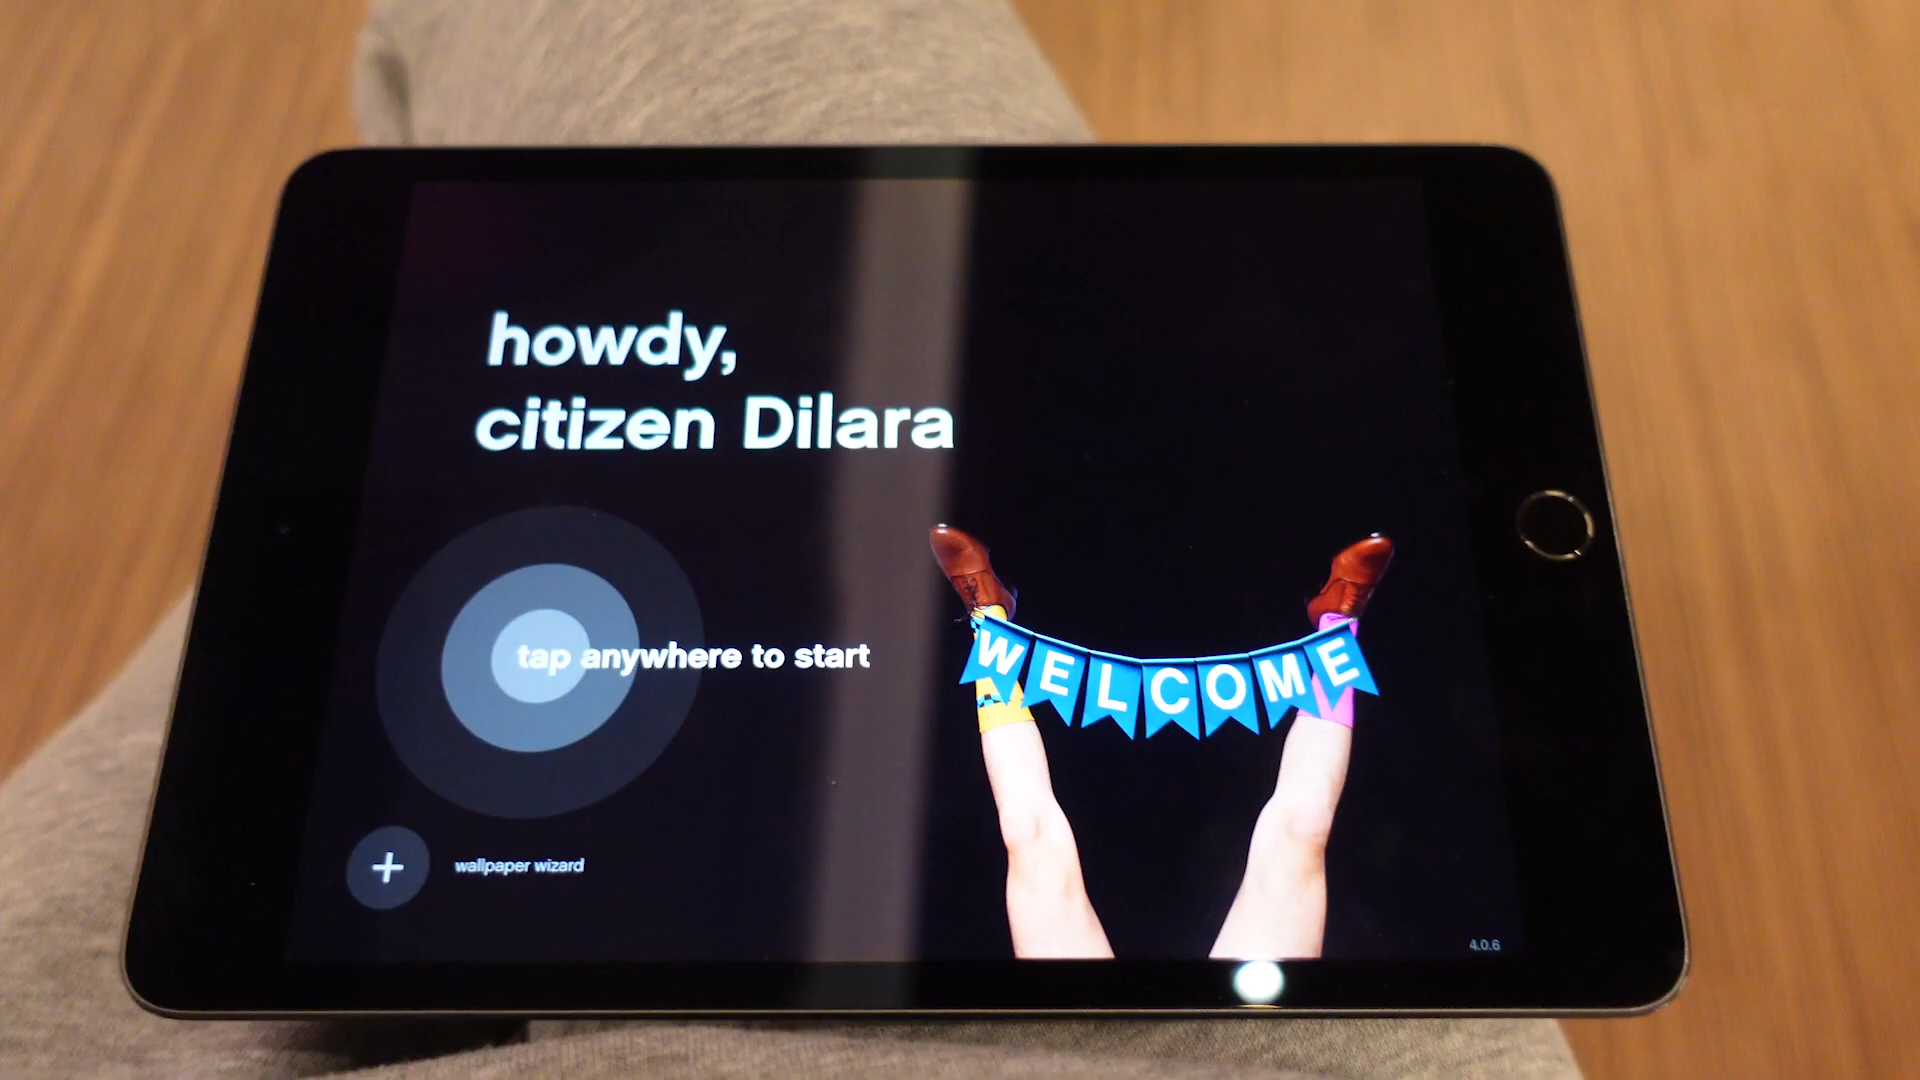 howdy,
citizen Dilara
tap anywhere to start
WELCOME
wallpaper wizard
4.0.6